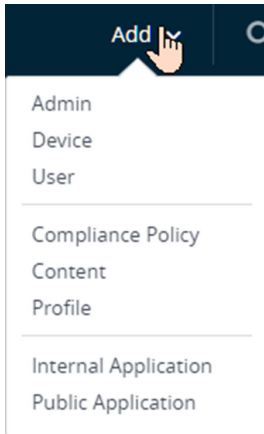 Add
Admin
Device
User
Compliance Policy
Content
Profile
Internal Application
Public Application